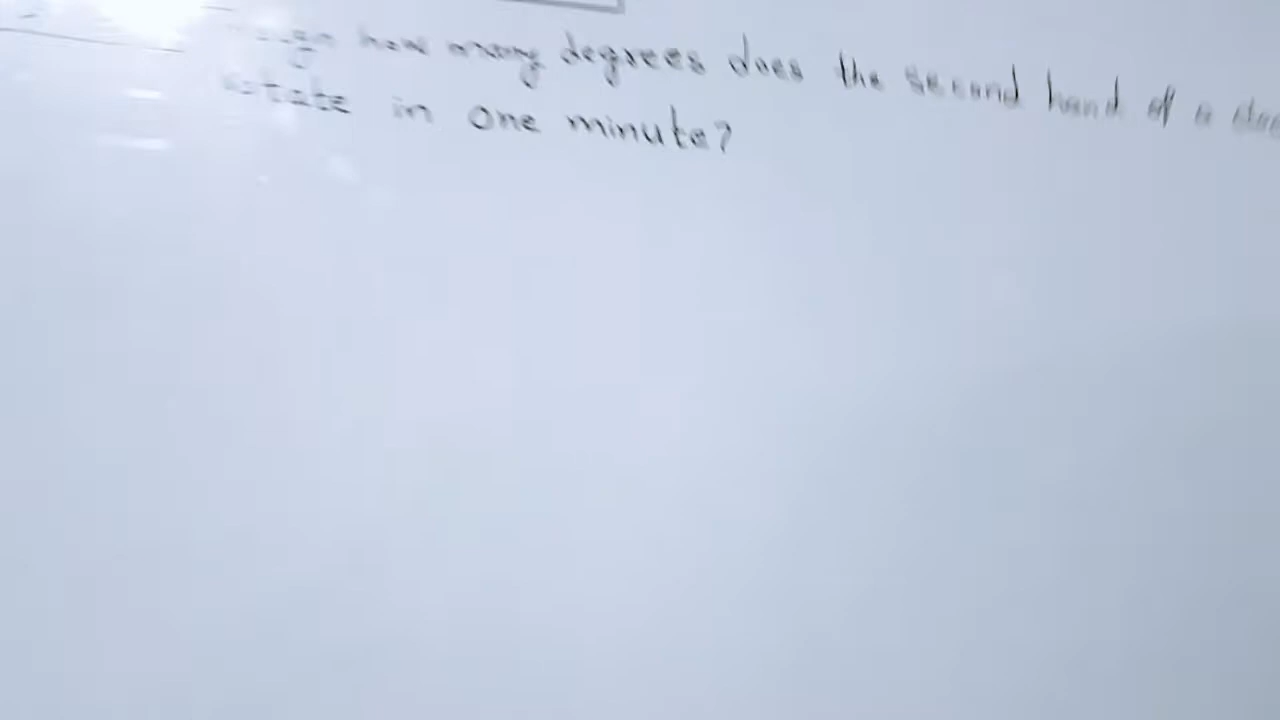 how many degrees does the second hand of a
rotate in one minute?